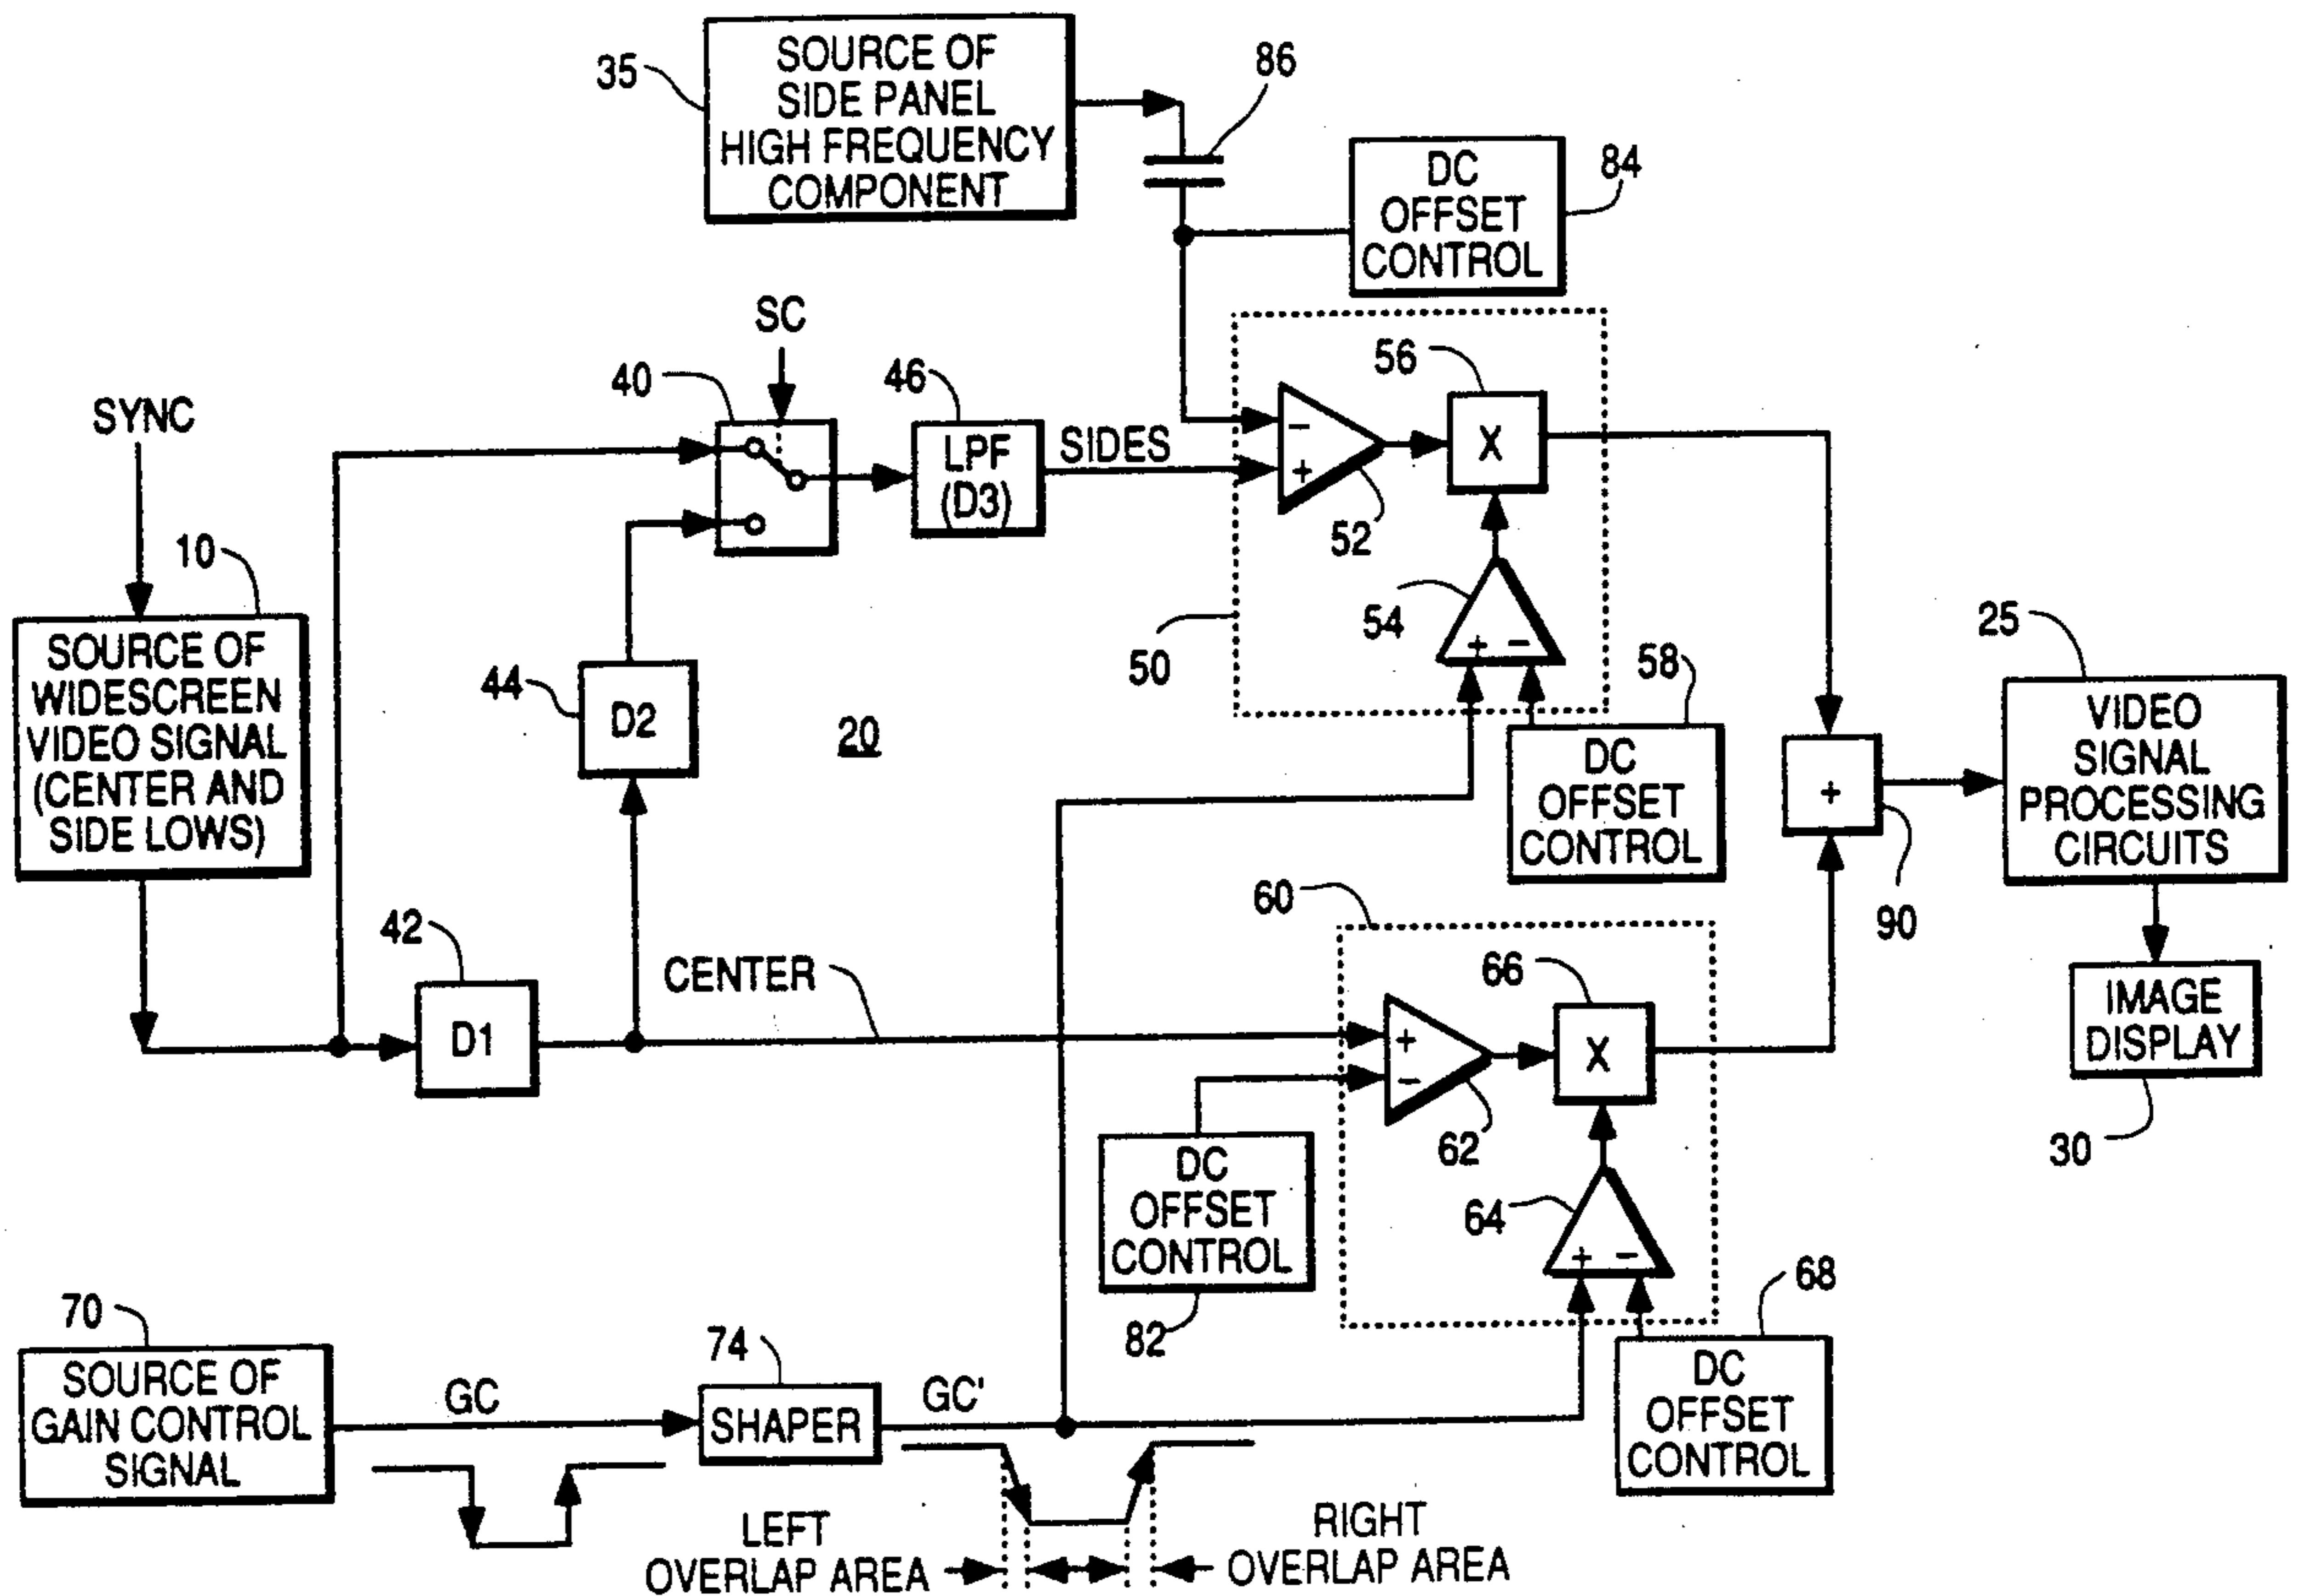 35
SOURCE OF
SIDE PANEL
HIGH FREQUENCY
COMPONENT
86
DC
OFFSET
CONTROL
84
SC
SYNC
40
46
LPF
(D3)
SIDES
56
X
-
+
52
54
+ -
50
58
DC
OFFSET
CONTROL
10
SOURCE OF
WIDESCREEN
VIDEO SIGNAL
(CENTER AND
SIDE LOWS)
44
D2
20
25
VIDEO
SIGNAL
PROCESSING
CIRCUITS
+
90
42
D1
CENTER
60
66
X
+
-
62
64
+ -
IMAGE
DISPLAY
30
DC
OFFSET
CONTROL
82
68
DC
OFFSET
CONTROL
70
SOURCE OF
GAIN CONTROL
SIGNAL
GC
74
SHAPER
GC'
LEFT
OVERLAP AREA
RIGHT
OVERLAP AREA